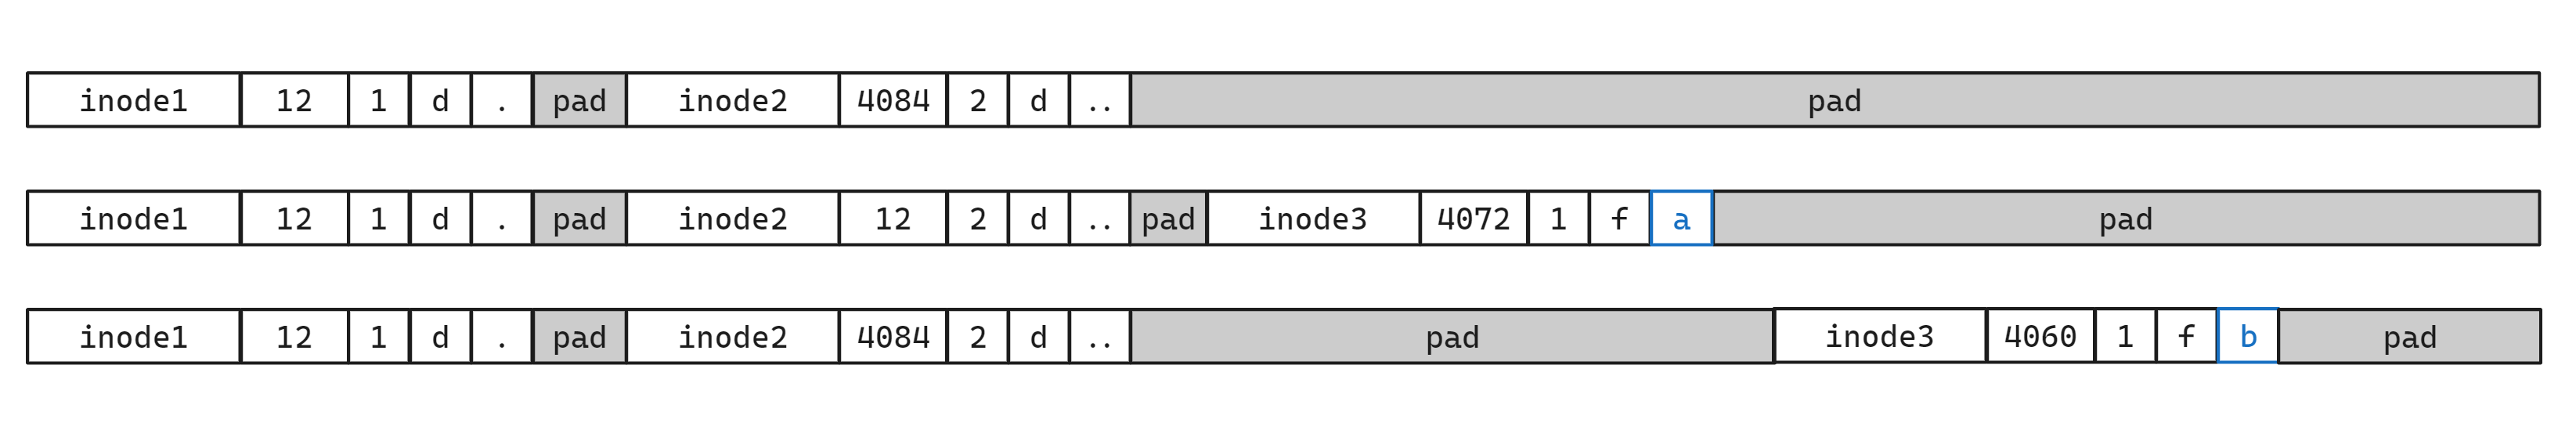 inode1 12 1 d . pad inode2 4084 2 d .. pad
inode1 12 1 d . pad inode2 12 2 d .. pad inode3 4072 1 f a pad
inode1 12 1 d . pad inode2 4084 2 d .. pad inode3 4060 1 f b pad